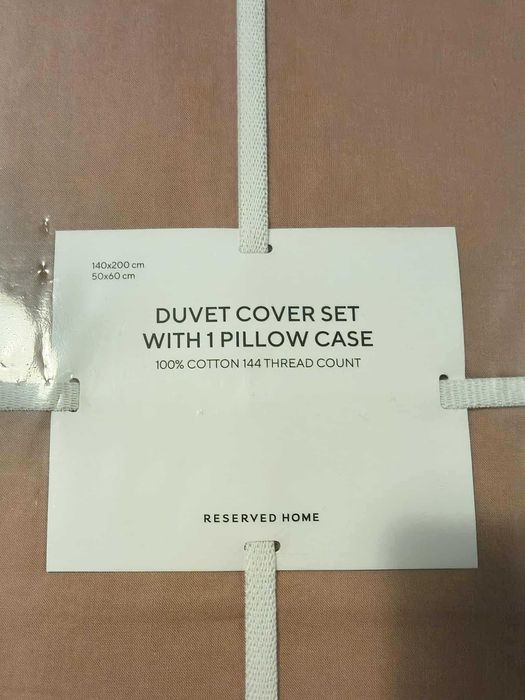 140x200 cm
50x60 cm
DUVET COVER SET
WITH 1 PILLOW CASE
100% COTTON 144 THREAD COUNT
RESERVED HOME